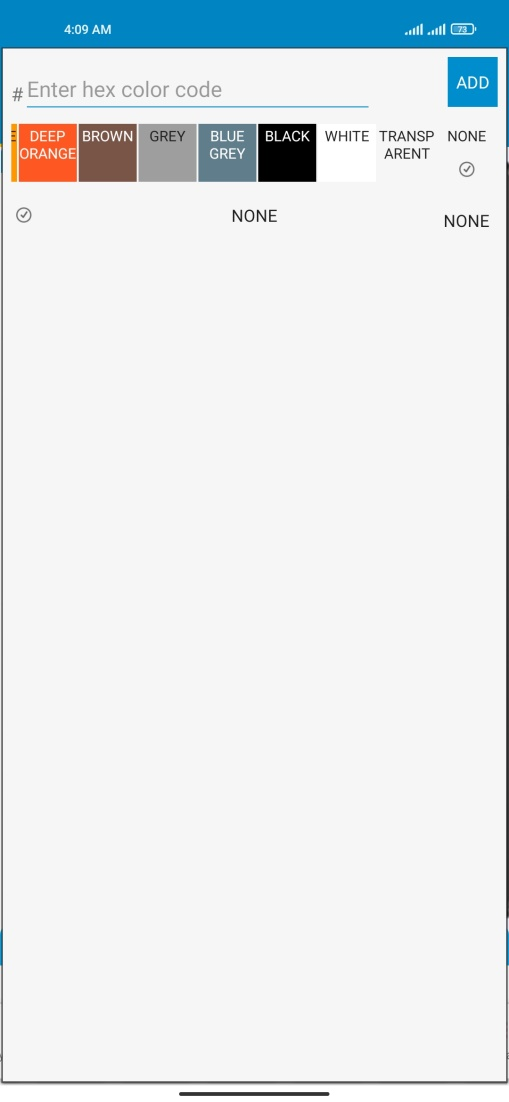 4:09 AM
73
# Enter hex color code
ADD
E
DEEP
ORANGE
BROWN
GREY
BLUE
GREY
BLACK
WHITE
TRANSP
ARENT
NONE
NONE
NONE